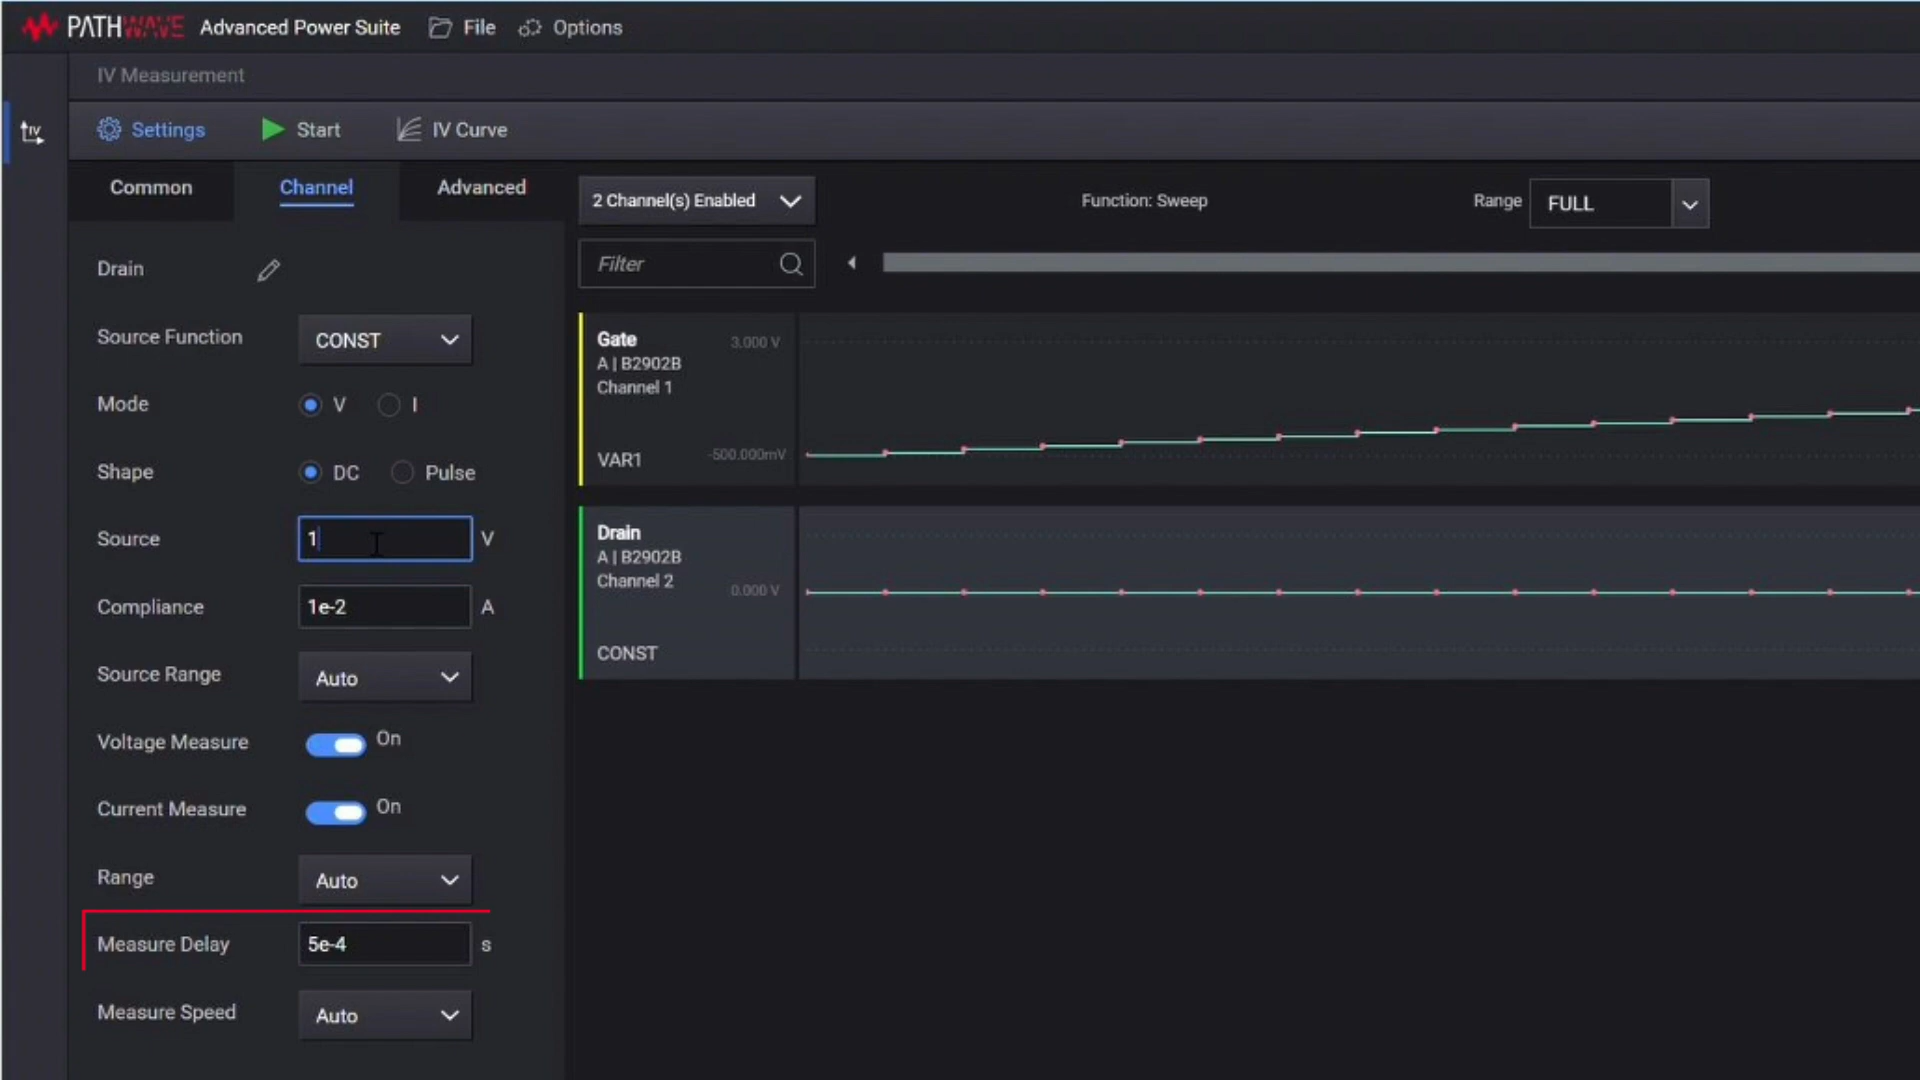 PATHWAVE Advanced Power Suite File Options
IV Measurement
IV
Settings Start IV Curve
Common Channel Advanced
2 Channel(s) Enabled
Function: Sweep
Range FULL
Filter
Drain
Source Function CONST
Mode V I
Shape DC Pulse
Source 1 V
Compliance 1e-2 A
Source Range Auto
Voltage Measure On
Current Measure On
Range Auto
Measure Delay 5e-4 s
Measure Speed Auto
Gate 3.000 V
A | B2902B
Channel 1
VAR1 -500.000mV
Drain
A | B2902B
Channel 2 0.000 V
CONST